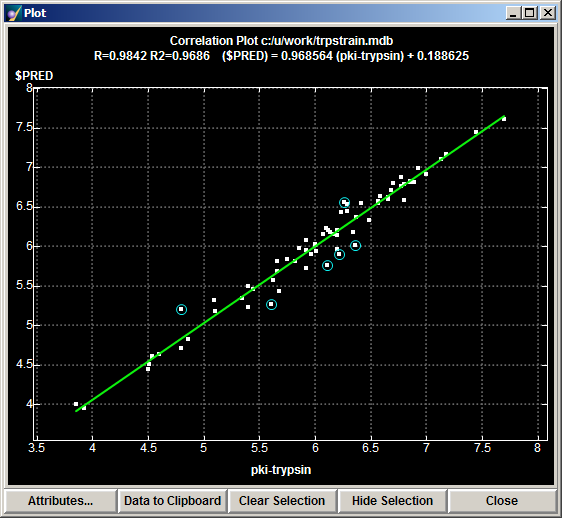 Plot
Correlation Plot c:/u/work/trpstrain.mdb
R=0.9842 R2=0.9686 ($PRED) = 0.968564 (pki-trypsin) + 0.188625
$PRED
8
7.5
7
6.5
6
5.5
5
4.5
4
3.5 4 4.5 5 5.5 6 6.5 7 7.5 8
pki-trypsin
Attributes... Data to Clipboard Clear Selection Hide Selection Close